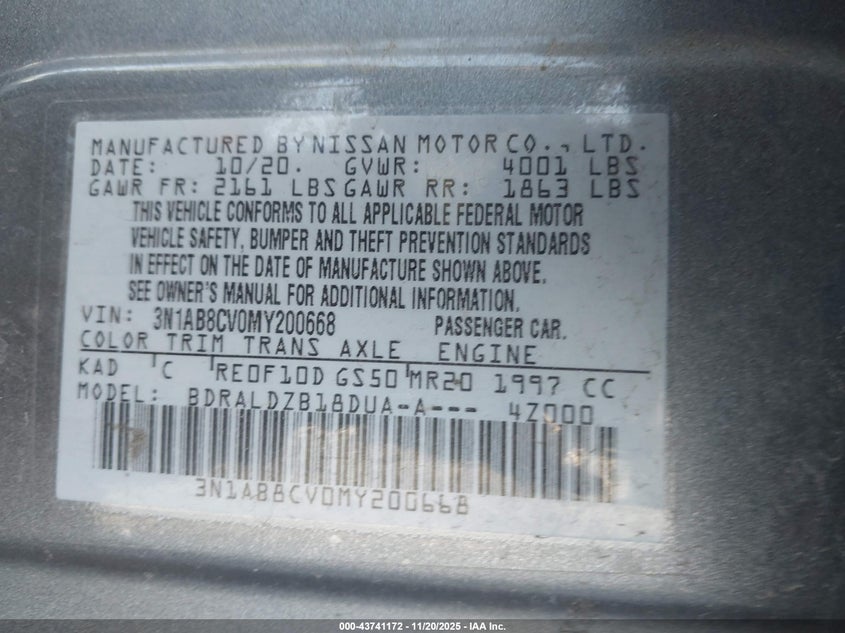 MANUFACTURED BY NISSAN MOTOR CO., LTD.
DATE: 10/20. GVWR: 4001 LBS
GAWR FR: 2161 LBS GAWR RR: 1863 LBS
THIS VEHICLE CONFORMS TO ALL APPLICABLE FEDERAL MOTOR
VEHICLE SAFETY, BUMPER AND THEFT PREVENTION STANDARDS
IN EFFECT ON THE DATE OF MANUFACTURE SHOWN ABOVE.
SEE OWNER'S MANUAL FOR ADDITIONAL INFORMATION.
VIN: 3N1AB8CV0MY200668 PASSENGER CAR.
COLOR TRIM TRANS AXLE ENGINE
KAD C RE0F10D GS50 MR20 1997 CC
MODEL: BDRALDZB18DUA-A--- 4Z000
3N1AB8CV0MY200668
000-43741172 - 11/20/2025 - IAA Inc.